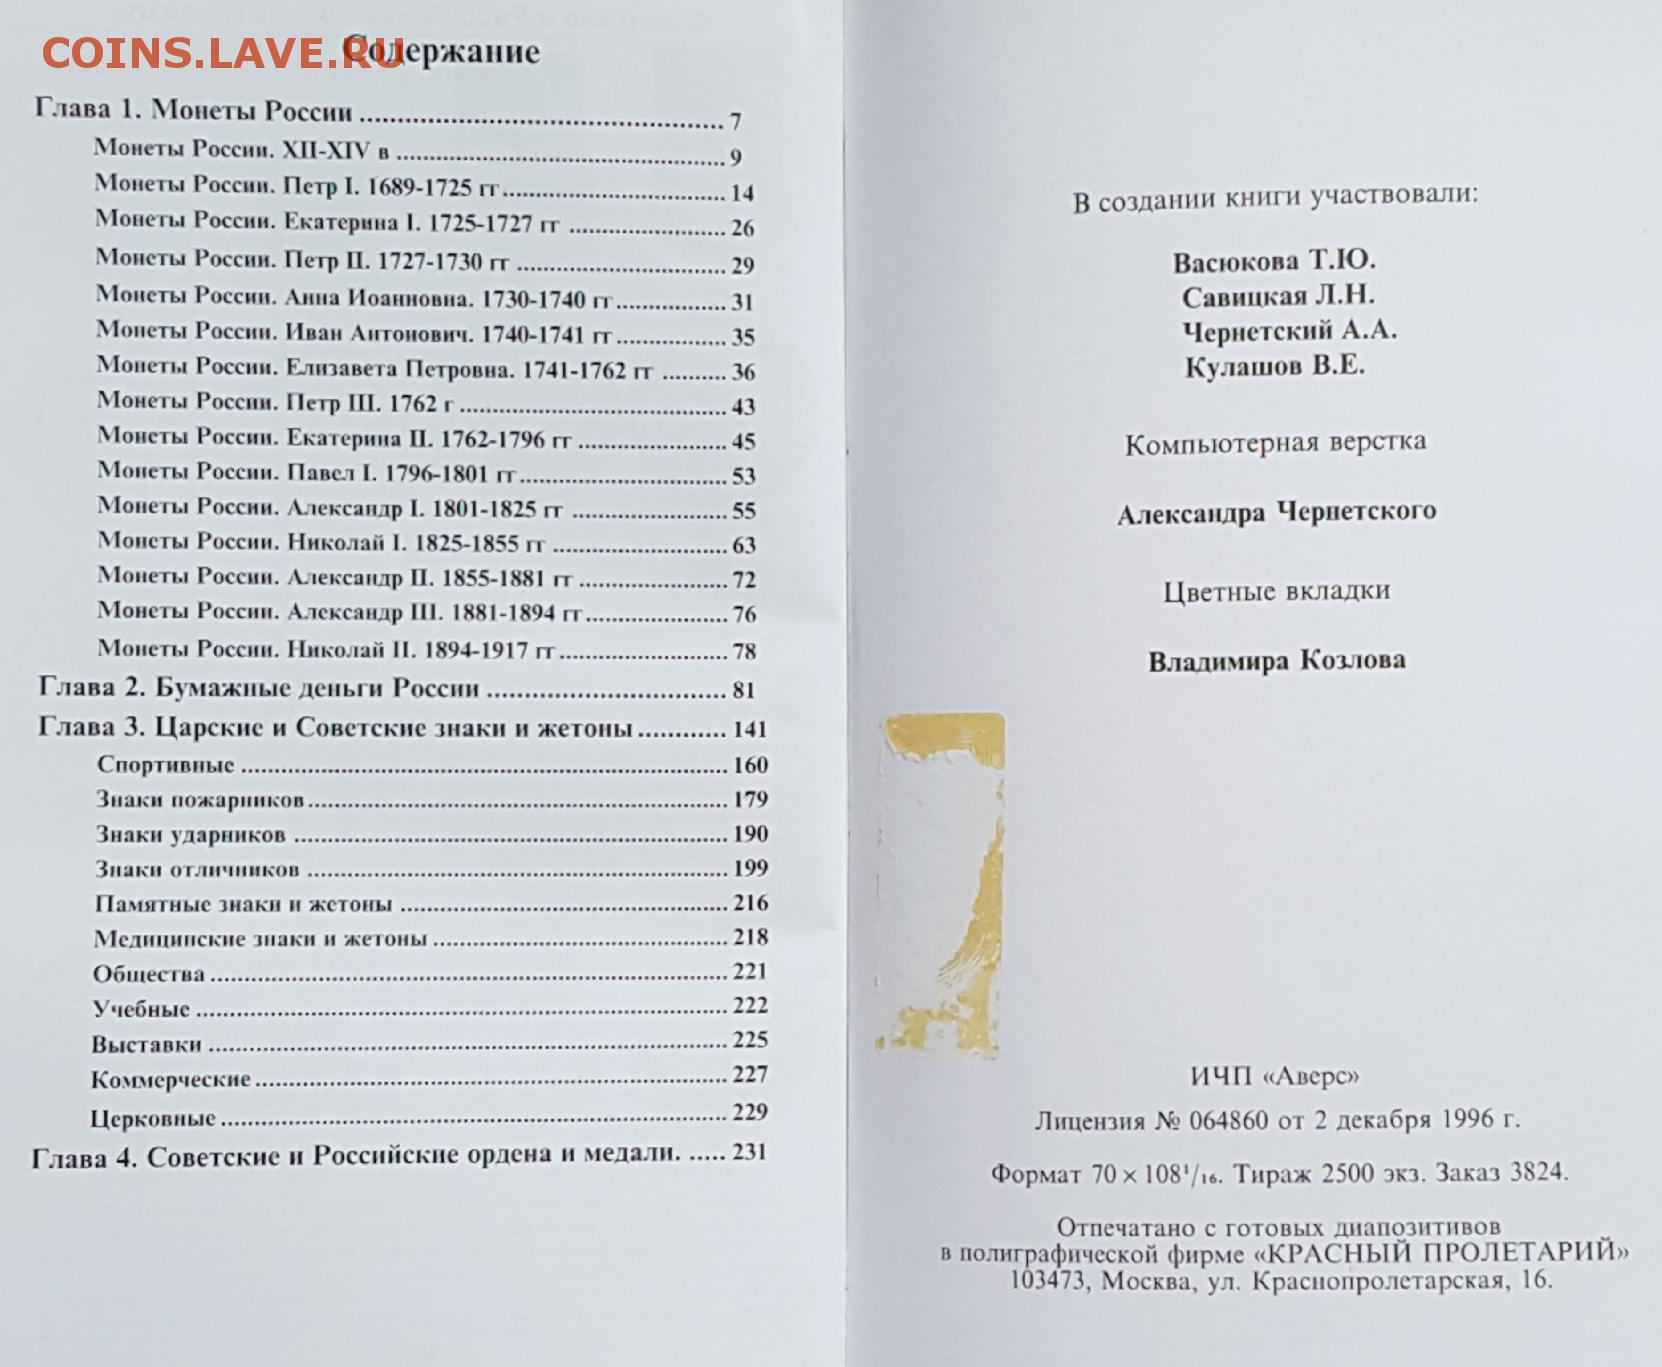 COINS.LAVE.RU
Содержание
Глава 1. Монеты России ........ 7
Монеты России. XII-XIV в ........ 9
Монеты России. Петр I. 1689-1725 гг ........ 14
Монеты России. Екатерина I. 1725-1727 гг ........ 26
Монеты России. Петр II. 1727-1730 гг ........ 29
Монеты России. Анна Иоанновна. 1730-1740 гг ........ 31
Монеты России. Иван Антонович. 1740-1741 гг ........ 35
Монеты России. Елизавета Петровна. 1741-1762 гг ........ 36
Монеты России. Петр III. 1762 г ........ 43
Монеты России. Екатерина II. 1762-1796 гг ........ 45
Монеты России. Павел I. 1796-1801 гг ........ 53
Монеты России. Александр I. 1801-1825 гг ........ 55
Монеты России. Николай I. 1825-1855 гг ........ 63
Монеты России. Александр II. 1855-1881 гг ........ 72
Монеты России. Александр III. 1881-1894 гг ........ 76
Монеты России. Николай II. 1894-1917 гг ........ 78
Глава 2. Бумажные деньги России ........ 81
Глава 3. Царские и Советские знаки и жетоны ........ 141
Спортивные ........ 160
Знаки пожарников ........ 179
Знаки ударников ........ 190
Знаки отличников ........ 199
Памятные знаки и жетоны ........ 216
Медицинские знаки и жетоны ........ 218
Общества ........ 221
Учебные ........ 222
Выставки ........ 225
Коммерческие ........ 227
Церковные ........ 229
Глава 4. Советские и Российские ордена и медали. ..... 231
В создании книги участвовали:
Васюкова Т.Ю.
Савицкая Л.Н.
Чернетский А.А.
Кулашов В.Е.
Компьютерная верстка
Александра Чернетского
Цветные вкладки
Владимира Козлова
ИЧП «Аверс»
Лицензия № 064860 от 2 декабря 1996 г.
Формат 70 × 108¹/₁₆. Тираж 2500 экз. Заказ 3824.
Отпечатано с готовых диапозитивов
в полиграфической фирме «КРАСНЫЙ ПРОЛЕТАРИЙ»
103473, Москва, ул. Краснопролетарская, 16.